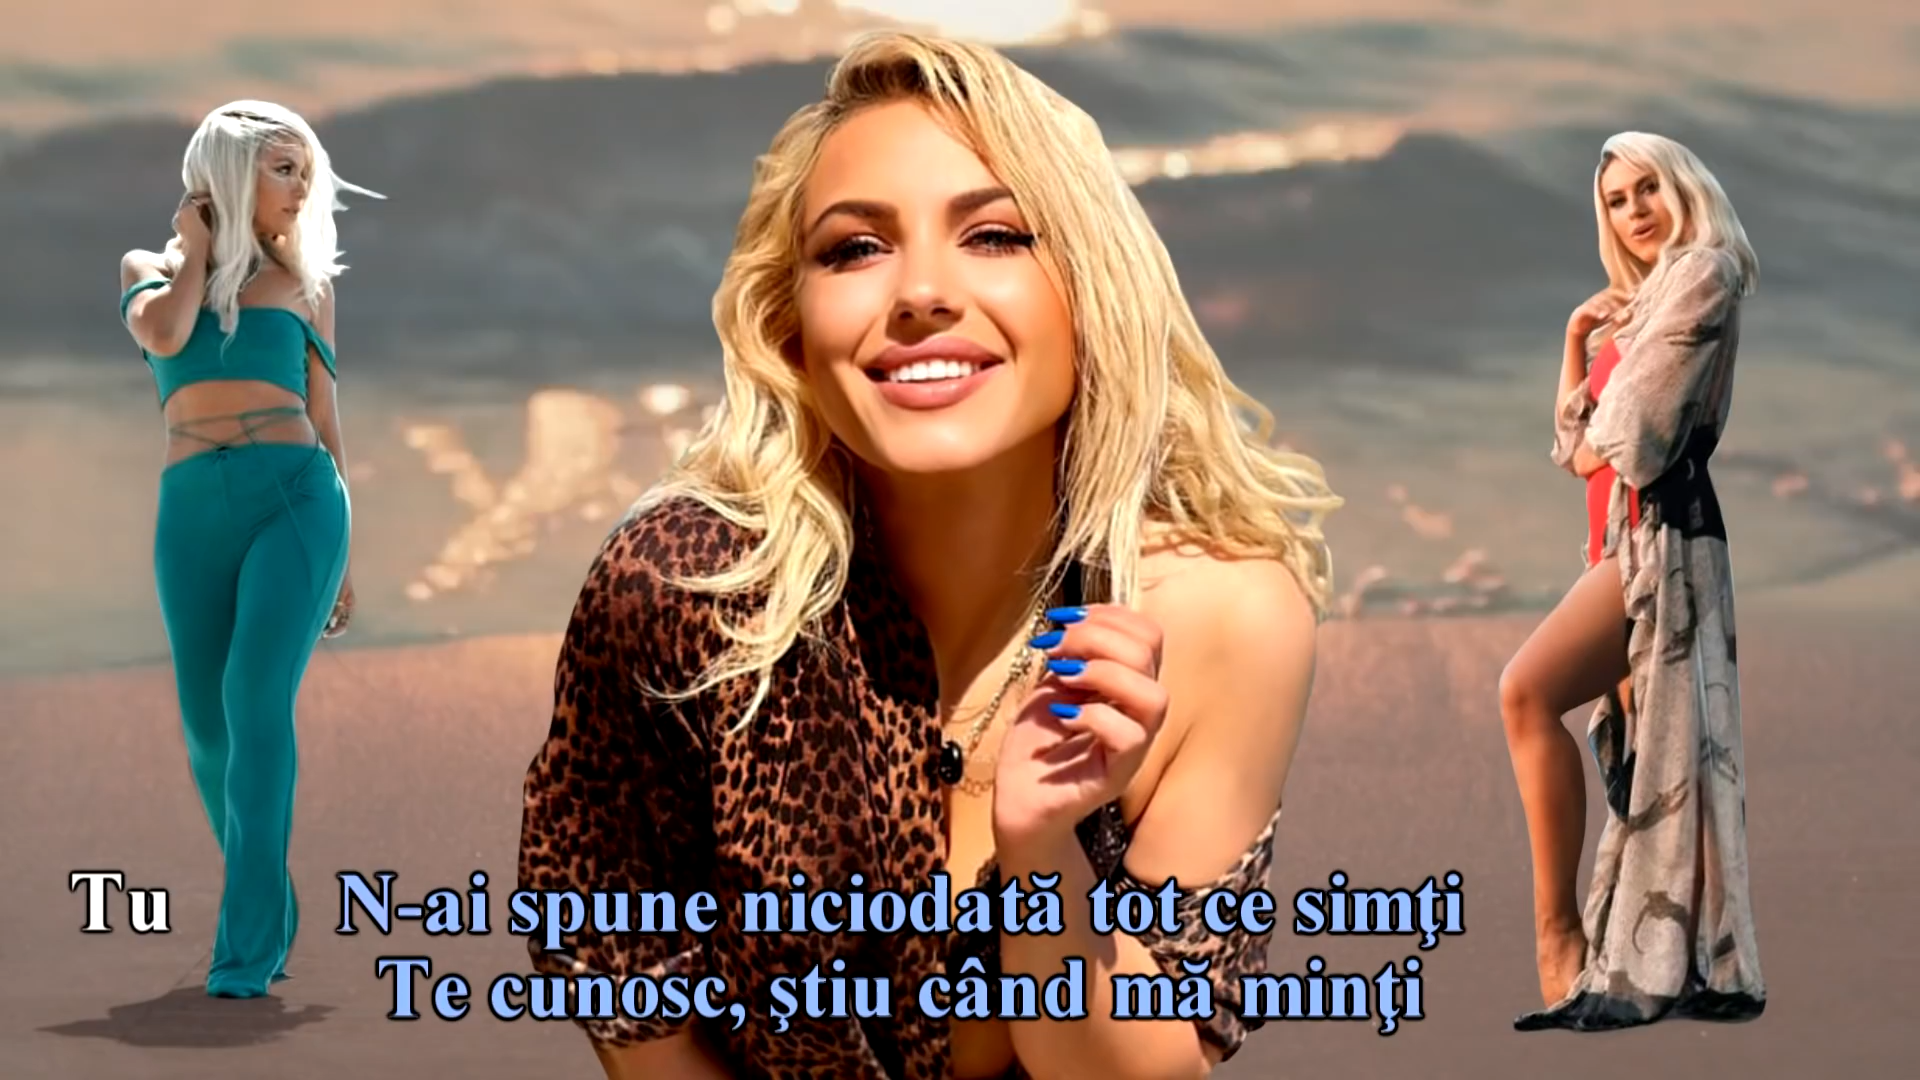 Tu N-ai spune niciodată tot ce simţi
Te cunosc, ştiu când mă minţi